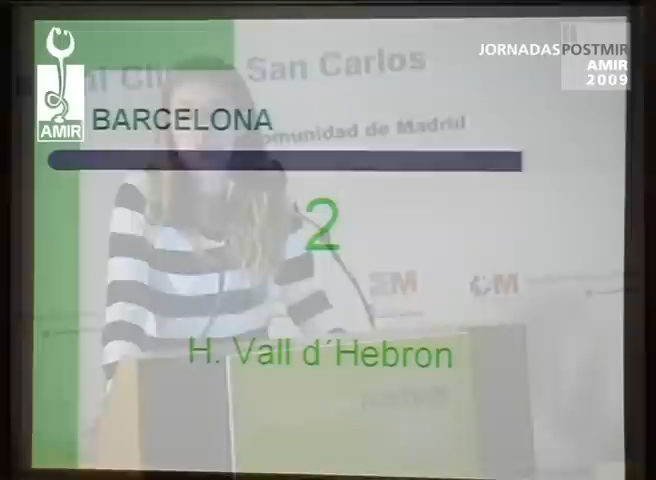 JORNADASPOSTMIR
AMIR
2009
San Carlos
AMIR
BARCELONA
Comunidad de Madrid
2
H. Vall d´Hebron